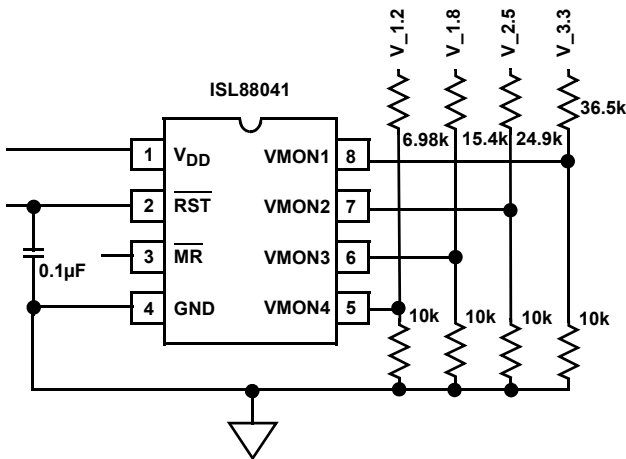 V_1.2
V_1.8
V_2.5
V_3.3
ISL88041
36.5k
6.98k
15.4k
24.9k
1
VDD
VMON1
8
2
RST
VMON2
7
3
MR
VMON3
6
0.1µF
4
GND
VMON4
5
10k
10k
10k
10k